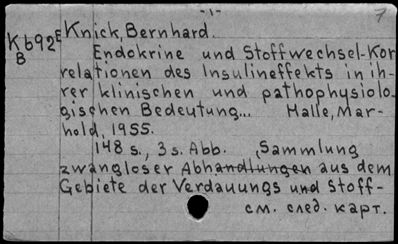 -1-
7
Kb92E
B
Knick, Bernhard.
Endokrine und Stoffwechsel-Kor
relationen des Insulineffekts in ih-
rer klinischen und pathophysiolo-
gischen Bedeutung... Halle, Mar-
hold, 1955.
148 s., 3 s. Abb. „Sammlung
zwangloser Abhandlungen aus dem
Gebiete der Verdauungs und Stoff-
см. след. карт.